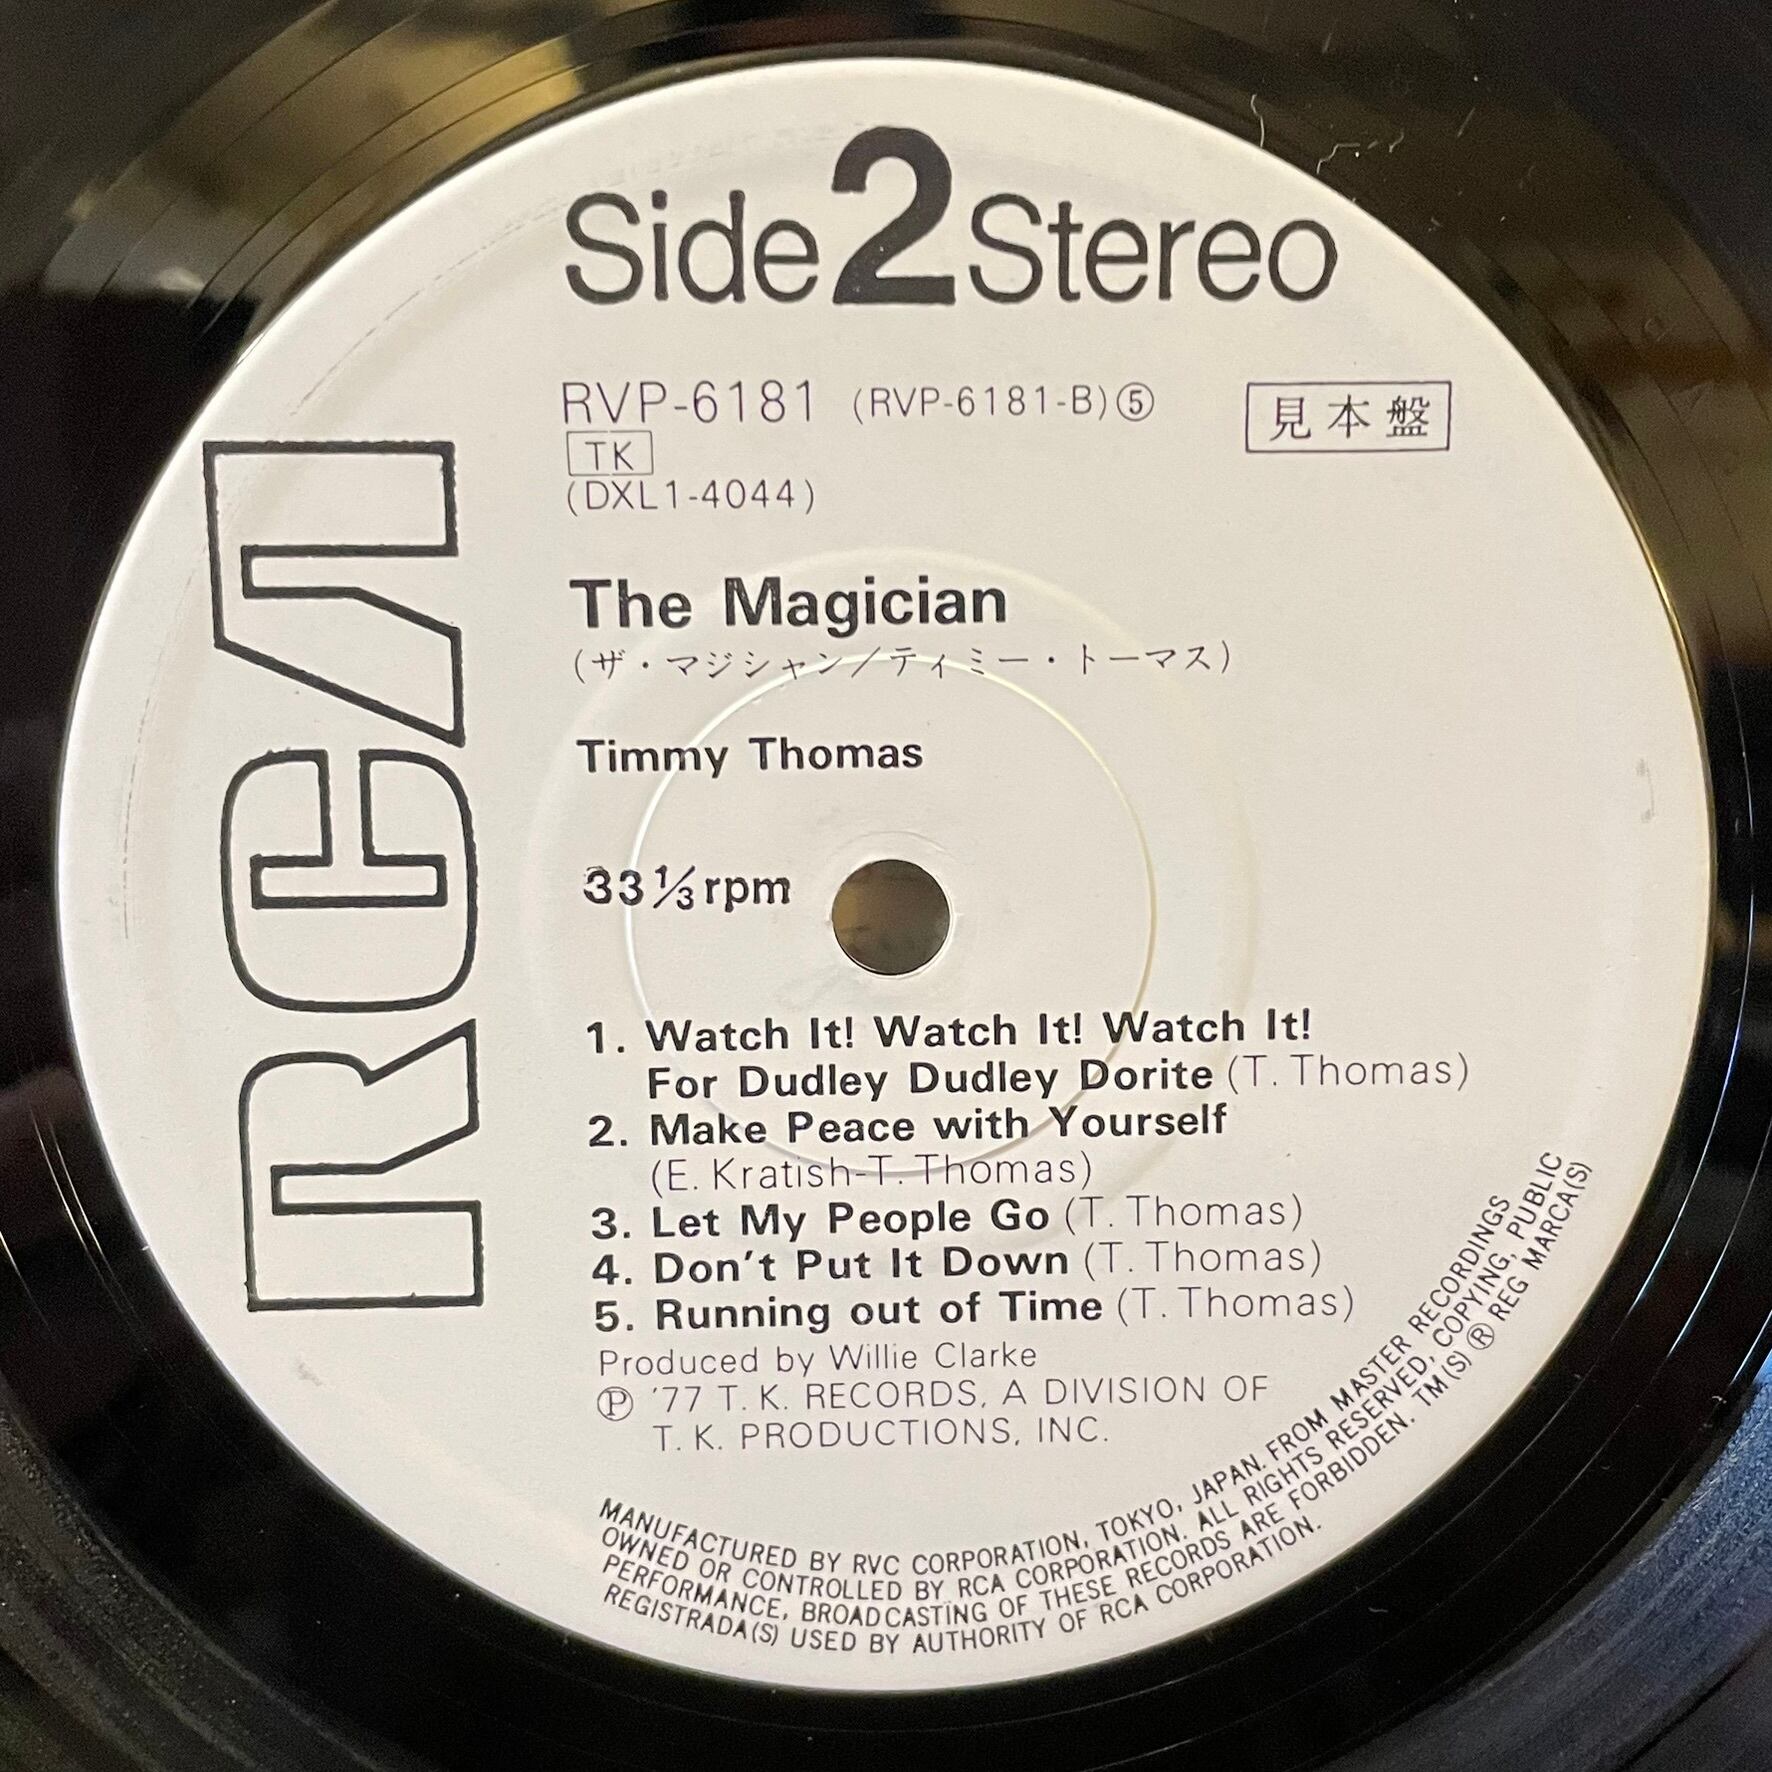 Side 2 Stereo
RVP-6181 (RVP-6181-B)⑤
見本盤
TK
(DXL1-4044)
RCA
The Magician
(ザ・マジシャン/ティミー・トーマス)
Timmy Thomas
33⅓rpm
1. Watch It! Watch It! Watch It!
For Dudley Dudley Dorite (T. Thomas)
2. Make Peace with Yourself
(E. Kratish-T. Thomas)
3. Let My People Go (T. Thomas)
4. Don't Put It Down (T. Thomas)
5. Running out of Time (T. Thomas)
Produced by Willie Clarke
Ⓟ '77 T. K. RECORDS, A DIVISION OF
T. K. PRODUCTIONS, INC.
MANUFACTURED BY RVC CORPORATION, TOKYO, JAPAN. FROM MASTER RECORDINGS
OWNED OR CONTROLLED BY RCA CORPORATION. ALL RIGHTS RESERVED, COPYING, PUBLIC
PERFORMANCE, BROADCASTING OF THESE RECORDS ARE FORBIDDEN. TM(S) ® REG MARCA(S)
REGISTRADA(S) USED BY AUTHORITY OF RCA CORPORATION.